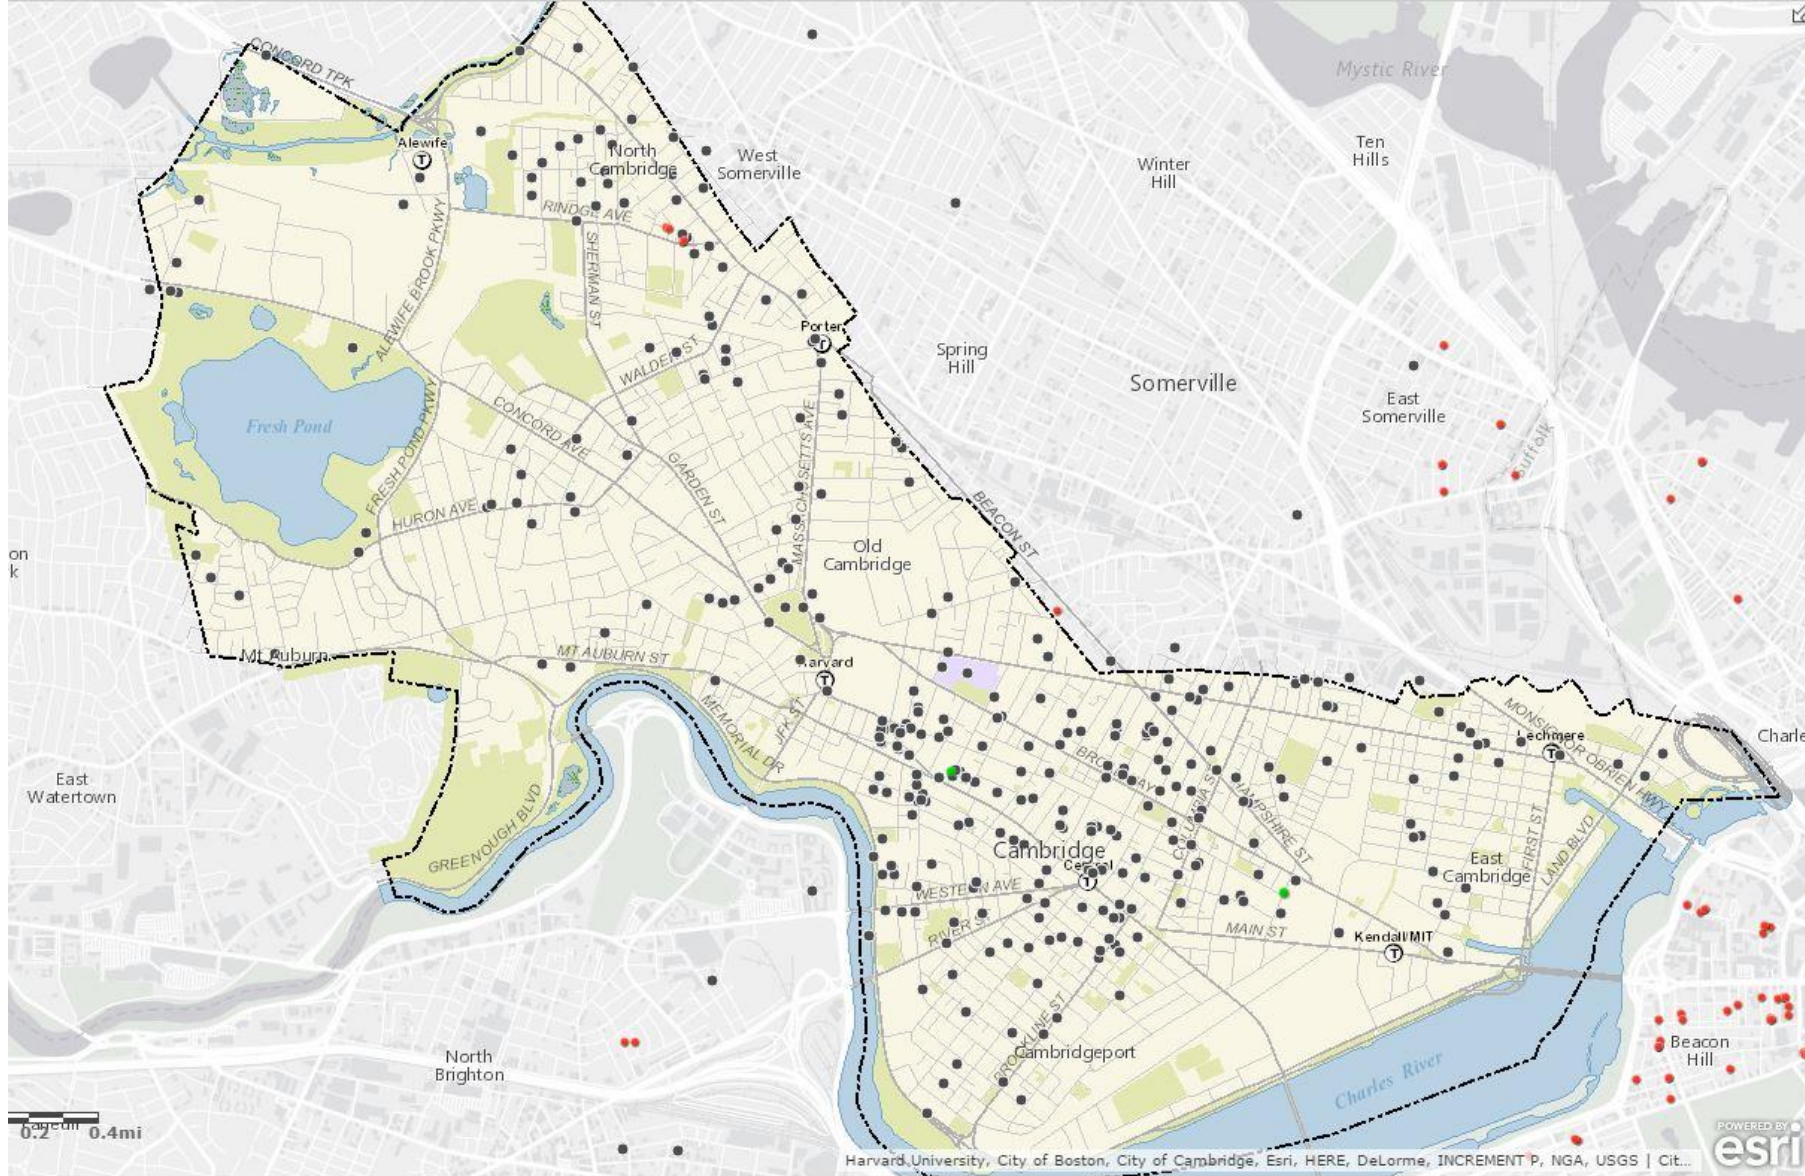 CONCORD TPK
Mystic River
Alewife
T
North
Cambridge
West
Somerville
Winter
Hill
Ten
Hills
RINDGE AVE
SHERMAN ST
ALEWIFE BROOK PKWY
Porter
T
WALDEN ST
Spring
Hill
Somerville
East
Somerville
Suffolk
Fresh Pond
FRESH POND PKWY
CONCORD AVE
MASSACHUSETTS AVE
GARDEN ST
HURON AVE
BEACON ST
Old
Cambridge
on
k
Mt Auburn
MT AUBURN ST
Harvard
T
MEMORIAL DR
JFK ST
MONSIGNOR OBRIEN HWY
Lechmere
T
Charle
East
Watertown
GREENOUGH BLVD
BROADWAY
COLUMBIA ST
HAMPSHIRE ST
FIRST ST
LAND BLVD
Cambridge
Central
T
East
Cambridge
WESTERN AVE
RIVER ST
MAIN ST
Kendall/MIT
T
BROOKLINE ST
Cambridgeport
North
Brighton
Beacon
Hill
Charles River
0.2 0.4mi
POWERED BY
esri
Harvard University, City of Boston, City of Cambridge, Esri, HERE, DeLorme, INCREMENT P, NGA, USGS | Cit...